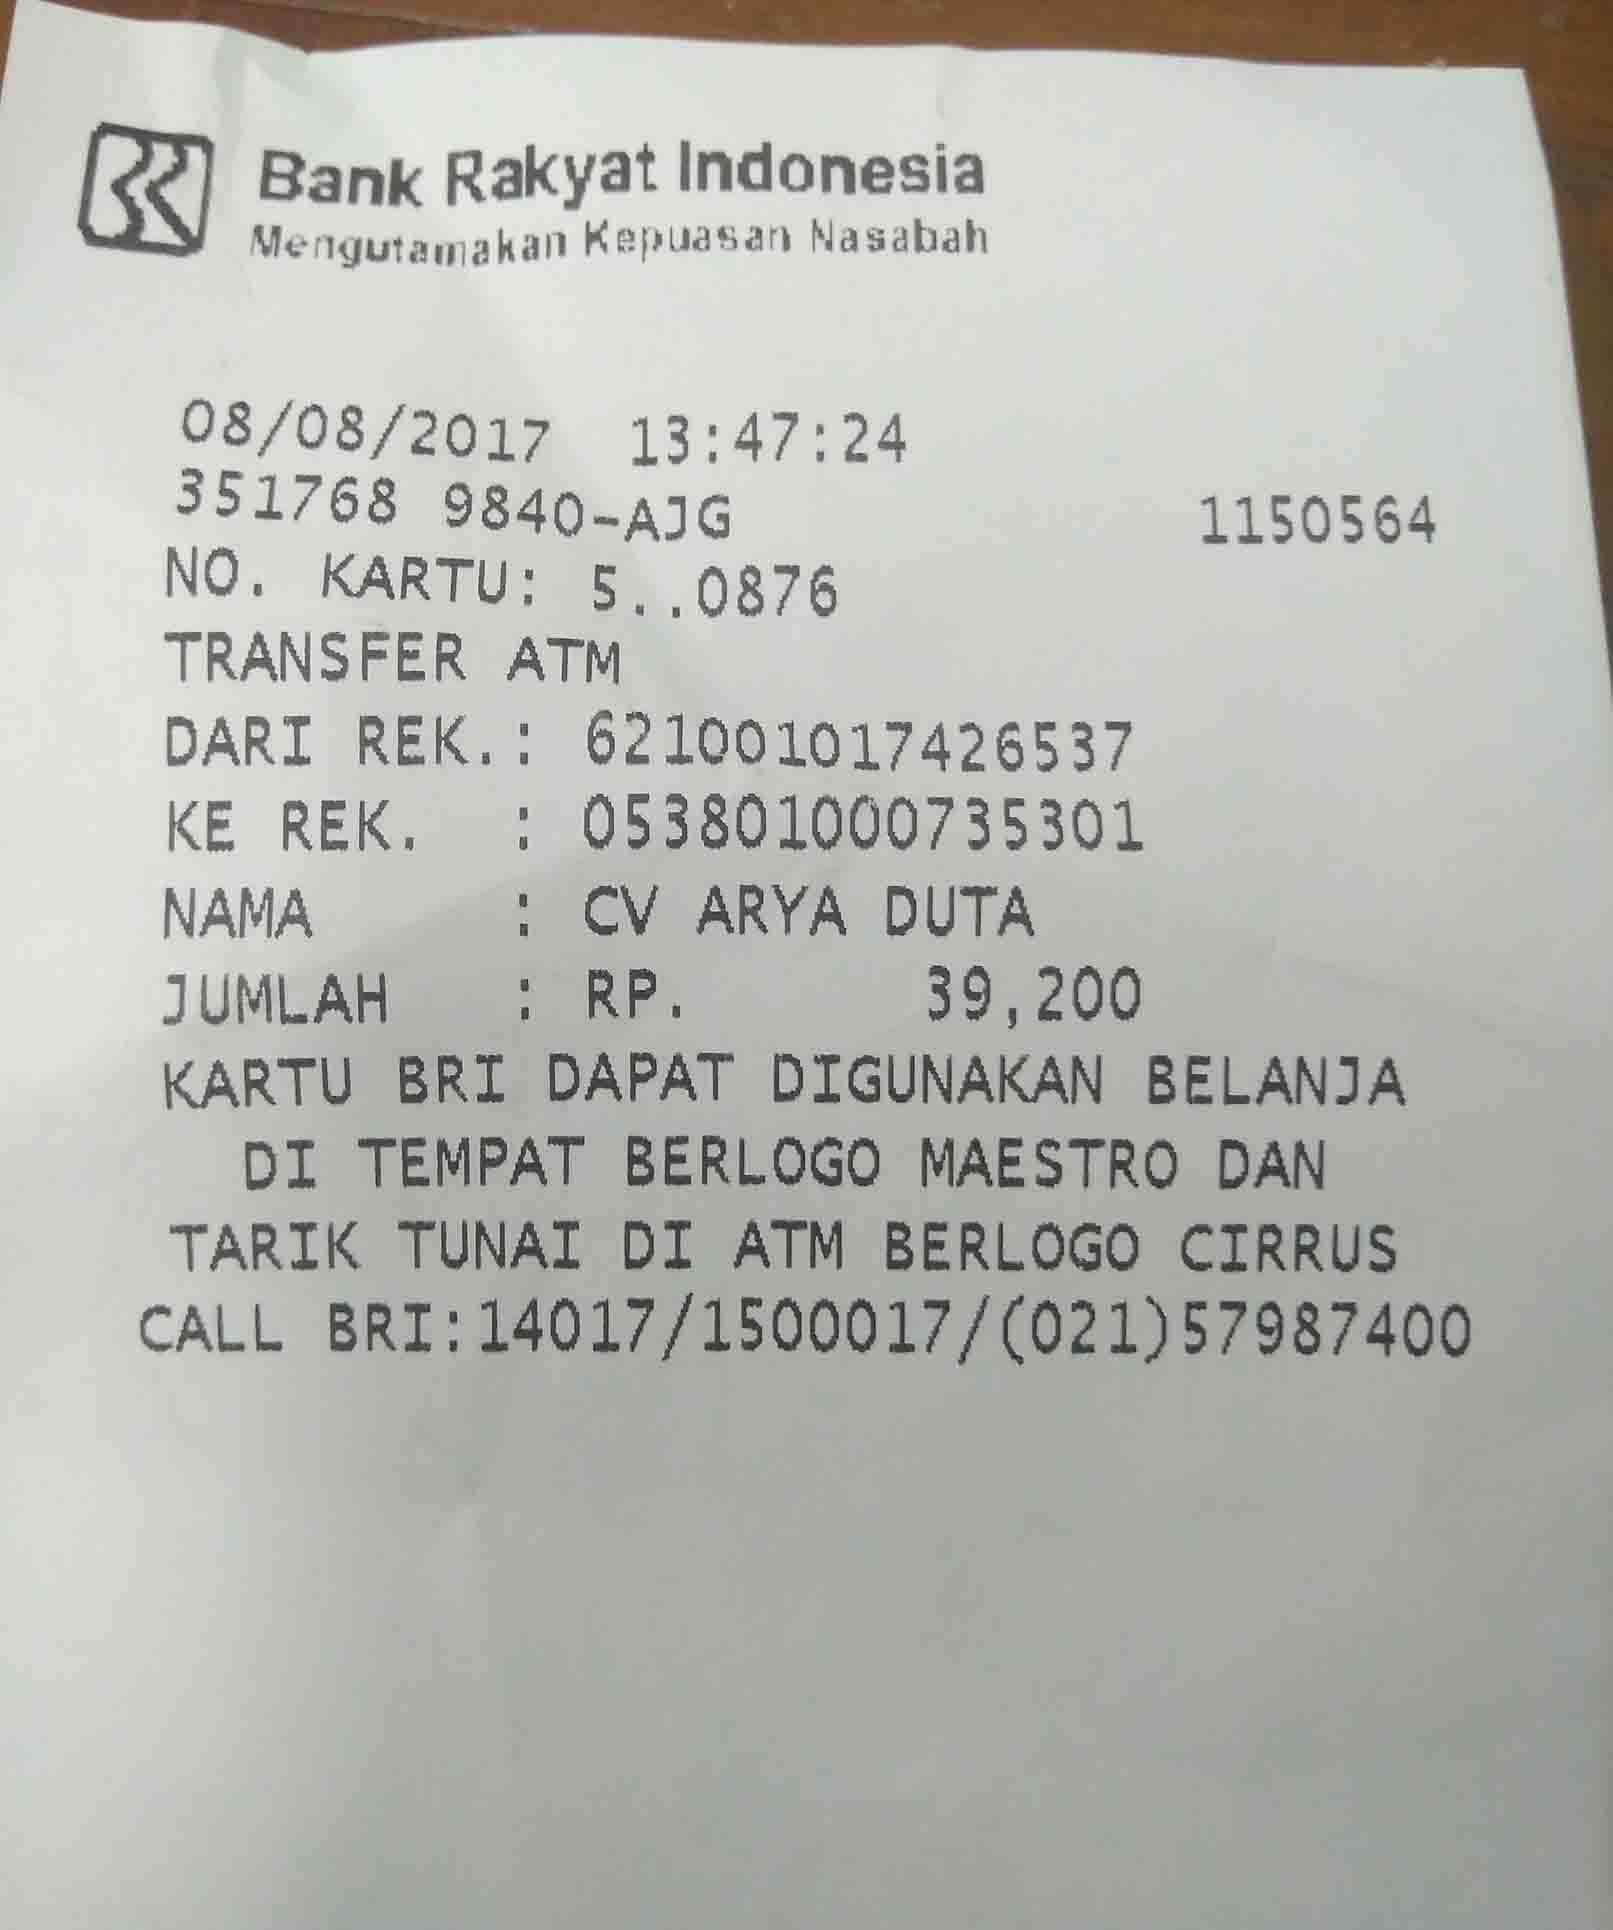 Bank Rakyat Indonesia
Mengutamakan Kepuasan Nasabah
08/08/2017 13:47:24
351768 9840-AJG 1150564
NO. KARTU: 5..0876
TRANSFER ATM
DARI REK.: 621001017426537
KE REK. : 053801000735301
NAMA : CV ARYA DUTA
JUMLAH : RP. 39,200
KARTU BRI DAPAT DIGUNAKAN BELANJA
DI TEMPAT BERLOGO MAESTRO DAN
TARIK TUNAI DI ATM BERLOGO CIRRUS
CALL BRI:14017/1500017/(021)57987400